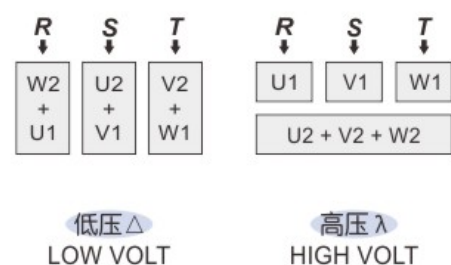 R S T
W2 + U1
U2 + V1
V2 + W1
低压 △
LOW VOLT
R S T
U1 V1 W1
U2 + V2 + W2
高压 λ
HIGH VOLT